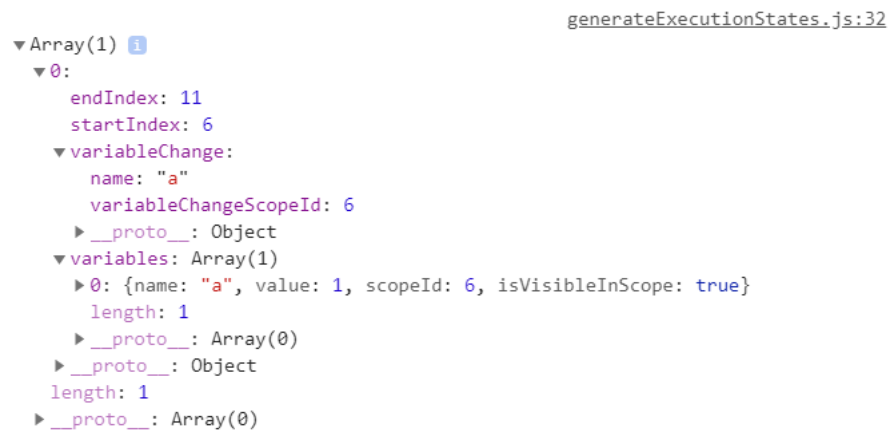 generateExecutionStates.js:32
▼Array(1) i
▼0:
endIndex: 11
startIndex: 6
▼variableChange:
name: "a"
variableChangeScopeId: 6
▶__proto__: Object
▼variables: Array(1)
▶0: {name: "a", value: 1, scopeId: 6, isVisibleInScope: true}
length: 1
▶__proto__: Array(0)
▶__proto__: Object
length: 1
▶__proto__: Array(0)